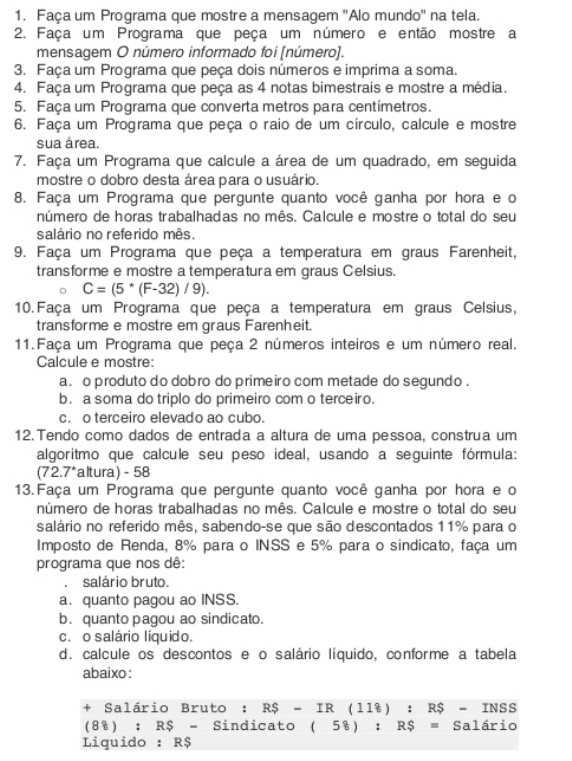 1. Faça um Programa que mostre a mensagem "Alo mundo" na tela.
2. Faça um Programa que peça um número e então mostre a
mensagem O número informado foi [número].
3. Faça um Programa que peça dois números e imprima a soma.
4. Faça um Programa que peça as 4 notas bimestrais e mostre a média.
5. Faça um Programa que converta metros para centímetros.
6. Faça um Programa que peça o raio de um círculo, calcule e mostre
sua área.
7. Faça um Programa que calcule a área de um quadrado, em seguida
mostre o dobro desta área para o usuário.
8. Faça um Programa que pergunte quanto você ganha por hora e o
número de horas trabalhadas no mês. Calcule e mostre o total do seu
salário no referido mês.
9. Faça um Programa que peça a temperatura em graus Farenheit,
transforme e mostre a temperatura em graus Celsius.
○ C = (5 * (F-32) / 9).
10. Faça um Programa que peça a temperatura em graus Celsius,
transforme e mostre em graus Farenheit.
11. Faça um Programa que peça 2 números inteiros e um número real.
Calcule e mostre:
a. o produto do dobro do primeiro com metade do segundo .
b. a soma do triplo do primeiro com o terceiro.
c. o terceiro elevado ao cubo.
12. Tendo como dados de entrada a altura de uma pessoa, construa um
algoritmo que calcule seu peso ideal, usando a seguinte fórmula:
(72.7*altura) - 58
13. Faça um Programa que pergunte quanto você ganha por hora e o
número de horas trabalhadas no mês. Calcule e mostre o total do seu
salário no referido mês, sabendo-se que são descontados 11% para o
Imposto de Renda, 8% para o INSS e 5% para o sindicato, faça um
programa que nos dê:
. salário bruto.
a. quanto pagou ao INSS.
b. quanto pagou ao sindicato.
c. o salário líquido.
d. calcule os descontos e o salário líquido, conforme a tabela
abaixo:
+ Salário Bruto : R$ - IR (11%) : R$ - INSS
(8%) : R$ - Sindicato ( 5%) : R$ = Salário
Liquido : R$